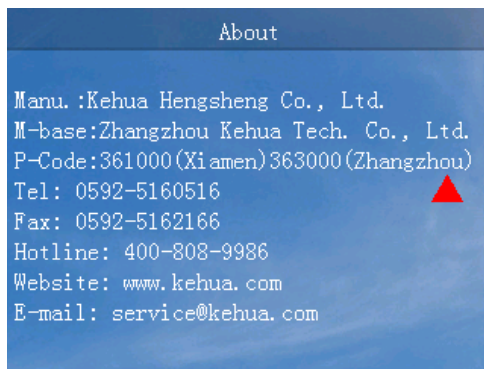 About
Manu.:Kehua Hengsheng Co., Ltd.
M-base:Zhangzhou Kehua Tech. Co., Ltd.
P-Code:361000(Xiamen)363000(Zhangzhou)
Tel: 0592-5160516
Fax: 0592-5162166
Hotline: 400-808-9986
Website: www.kehua.com
E-mail: service@kehua.com